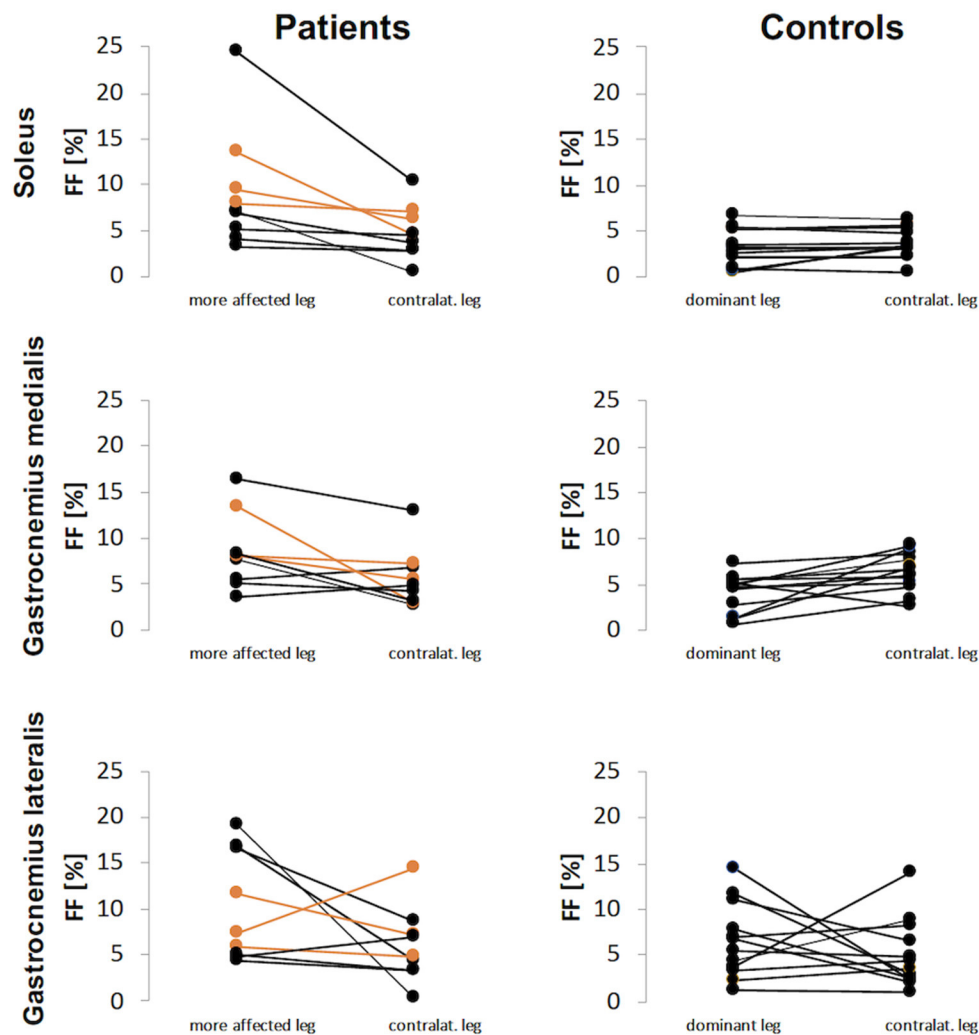 Patients
Controls
Soleus
FF [%]
25
20
15
10
5
0
more affected leg
contralat. leg
FF [%]
25
20
15
10
5
0
dominant leg
contralat. leg
Gastrocnemius medialis
FF [%]
25
20
15
10
5
0
more affected leg
contralat. leg
FF [%]
25
20
15
10
5
0
dominant leg
contralat. leg
Gastrocnemius lateralis
FF [%]
25
20
15
10
5
0
more affected leg
contralat. leg
FF [%]
25
20
15
10
5
0
dominant leg
contralat. leg